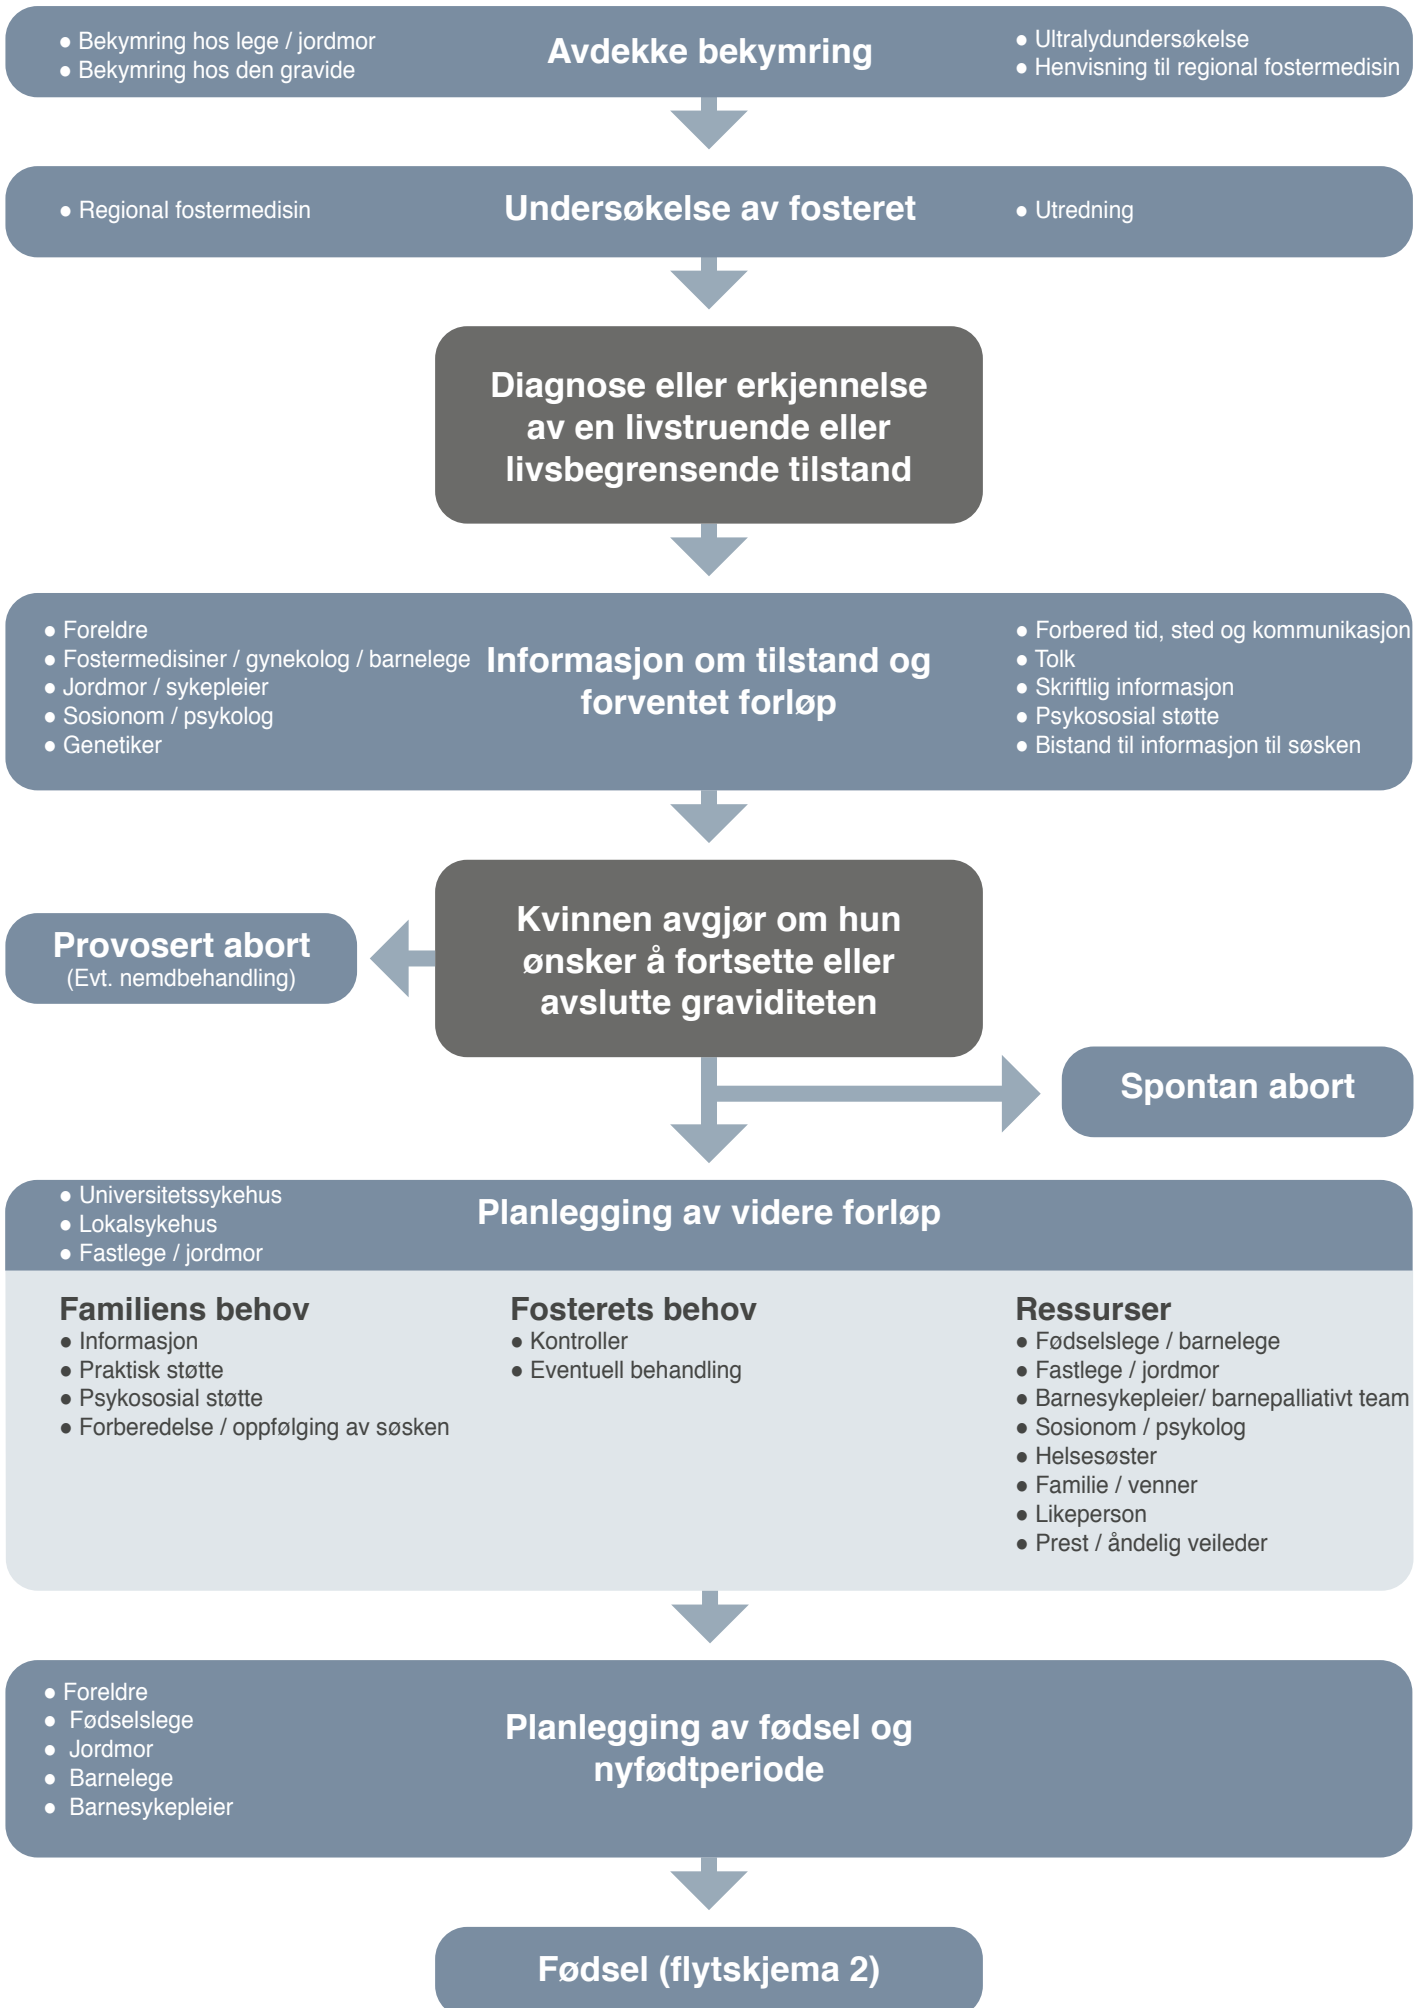 ● Bekymring hos lege / jordmor
● Bekymring hos den gravide
Avdekke bekymring
● Ultralydundersøkelse
● Henvisning til regional fostermedisin
● Regional fostermedisin
Undersøkelse av fosteret
● Utredning
Diagnose eller erkjennelse
av en livstruende eller
livsbegrensende tilstand
● Foreldre
● Fostermedisiner / gynekolog / barnelege
● Jordmor / sykepleier
● Sosionom / psykolog
● Genetiker
Informasjon om tilstand og
forventet forløp
● Forbered tid, sted og kommunikasjon
● Tolk
● Skriftlig informasjon
● Psykososial støtte
● Bistand til informasjon til søsken
Kvinnen avgjør om hun
ønsker å fortsette eller
avslutte graviditeten
Provosert abort
(Evt. nemdbehandling)
Spontan abort
● Universitetssykehus
● Lokalsykehus
● Fastlege / jordmor
Planlegging av videre forløp
Familiens behov
● Informasjon
● Praktisk støtte
● Psykososial støtte
● Forberedelse / oppfølging av søsken
Fosterets behov
● Kontroller
● Eventuell behandling
Ressurser
● Fødselslege / barnelege
● Fastlege / jordmor
● Barnesykepleier/ barnepalliativt team
● Sosionom / psykolog
● Helsesøster
● Familie / venner
● Likeperson
● Prest / åndelig veileder
● Foreldre
● Fødselslege
● Jordmor
● Barnelege
● Barnesykepleier
Planlegging av fødsel og
nyfødtperiode
Fødsel (flytskjema 2)